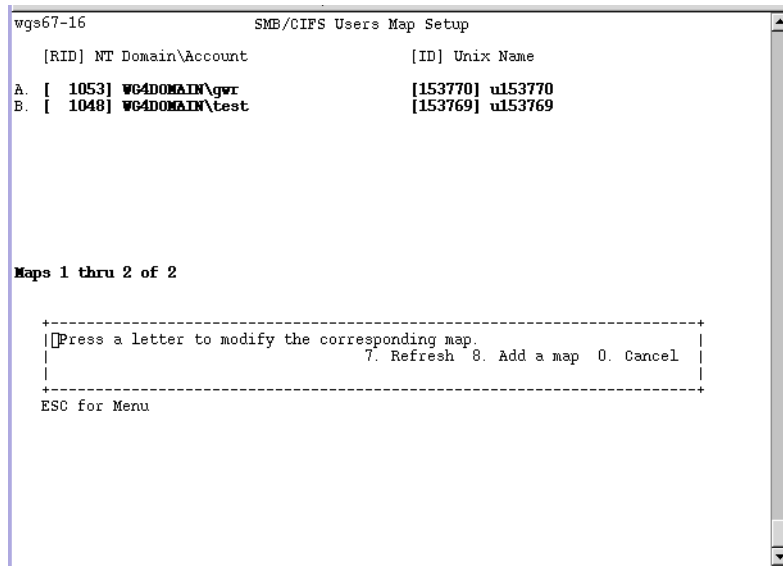 wgs67-16 SMB/CIFS Users Map Setup
[RID] NT Domain\Account [ID] Unix Name
A. [ 1053] WG4DOMAIN\gwr [153770] u153770
B. [ 1048] WG4DOMAIN\test [153769] u153769
Maps 1 thru 2 of 2
Press a letter to modify the corresponding map.
7. Refresh 8. Add a map 0. Cancel
ESC for Menu